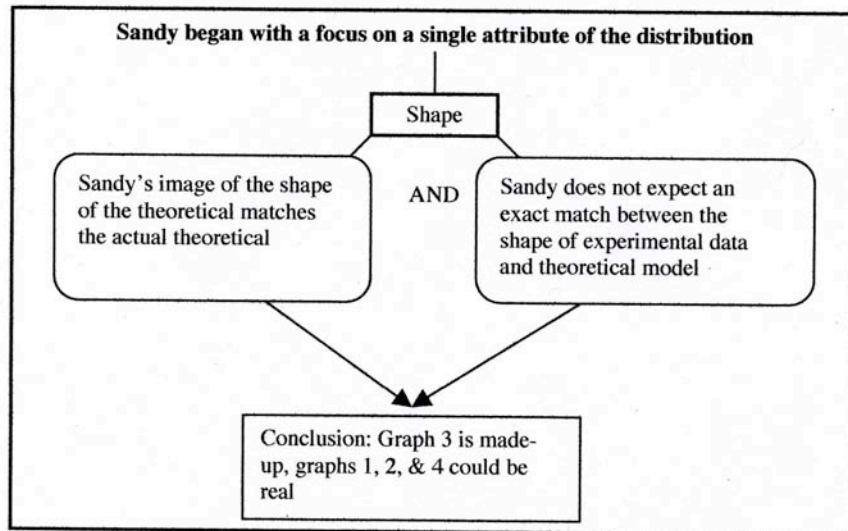 Sandy began with a focus on a single attribute of the distribution
Shape
Sandy's image of the shape
of the theoretical matches
the actual theoretical
AND
Sandy does not expect an
exact match between the
shape of experimental data
and theoretical model
Conclusion: Graph 3 is made-
up, graphs 1, 2, & 4 could be
real